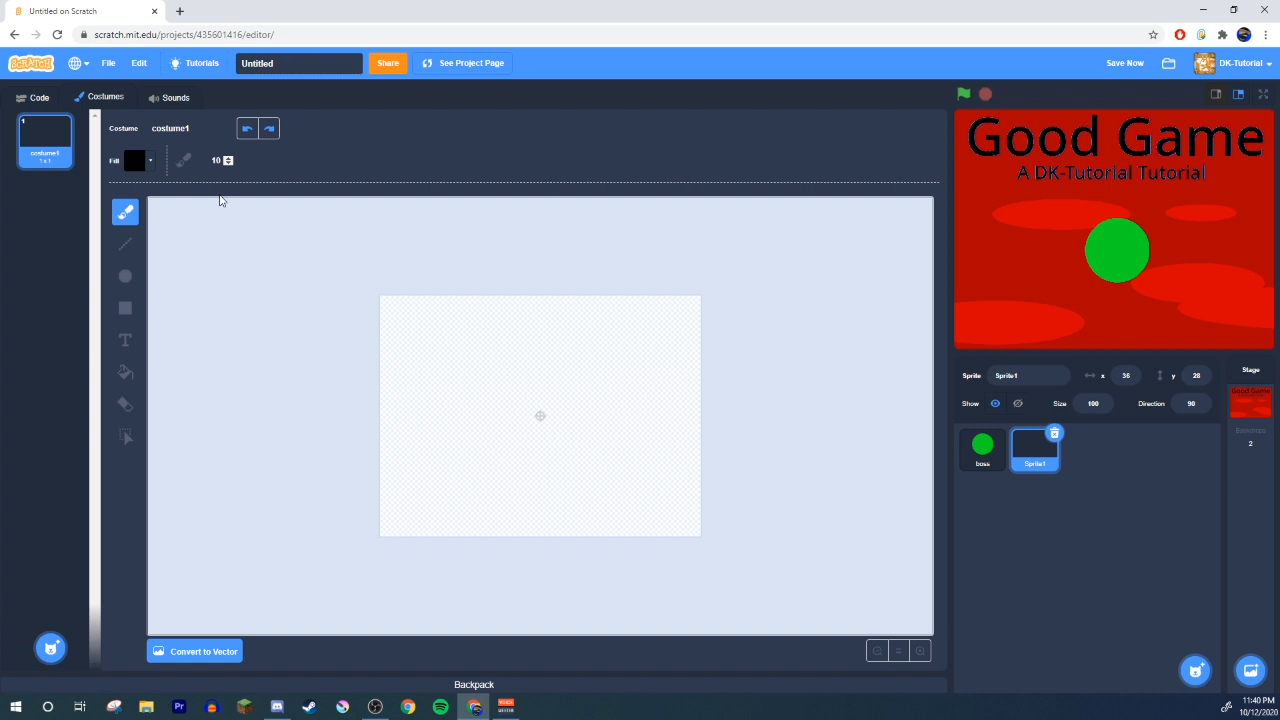 Untitled on Scratch
scratch.mit.edu/projects/435601416/editor/
SCRATCH
File
Edit
Tutorials
Untitled
Share
See Project Page
Save Now
DK-Tutorial
Code
Costumes
Sounds
1
costume1
1 x 1
Costume
costume1
Fill
10
Convert to Vector
Backpack
Good Game
A DK-Tutorial Tutorial
Sprite
Sprite1
x
36
y
28
Show
Size
100
Direction
90
boss
Sprite1
Stage
Backdrops
2
Pr
11:40 PM
10/12/2020